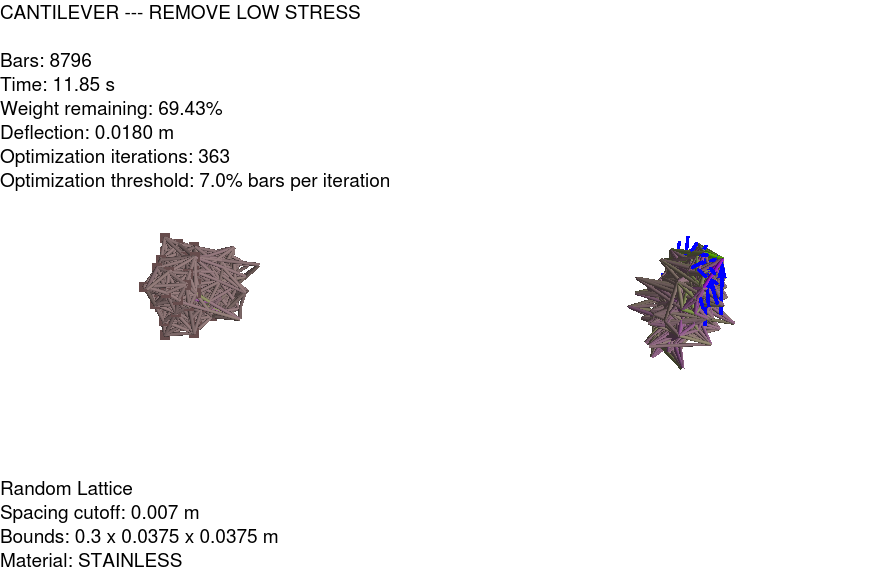 CANTILEVER --- REMOVE LOW STRESS
Bars: 8796
Time: 11.85 s
Weight remaining: 69.43%
Deflection: 0.0180 m
Optimization iterations: 363
Optimization threshold: 7.0% bars per iteration
Random Lattice
Spacing cutoff: 0.007 m
Bounds: 0.3 x 0.0375 x 0.0375 m
Material: STAINLESS